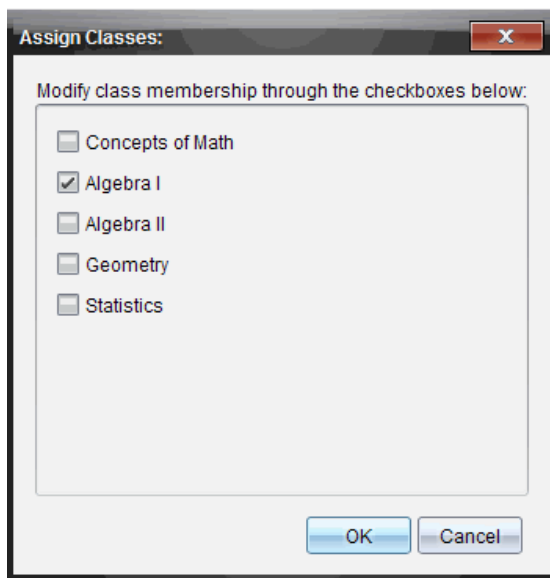 Assign Classes:
X
Modify class membership through the checkboxes below:
Concepts of Math
Algebra I
Algebra II
Geometry
Statistics
OK Cancel